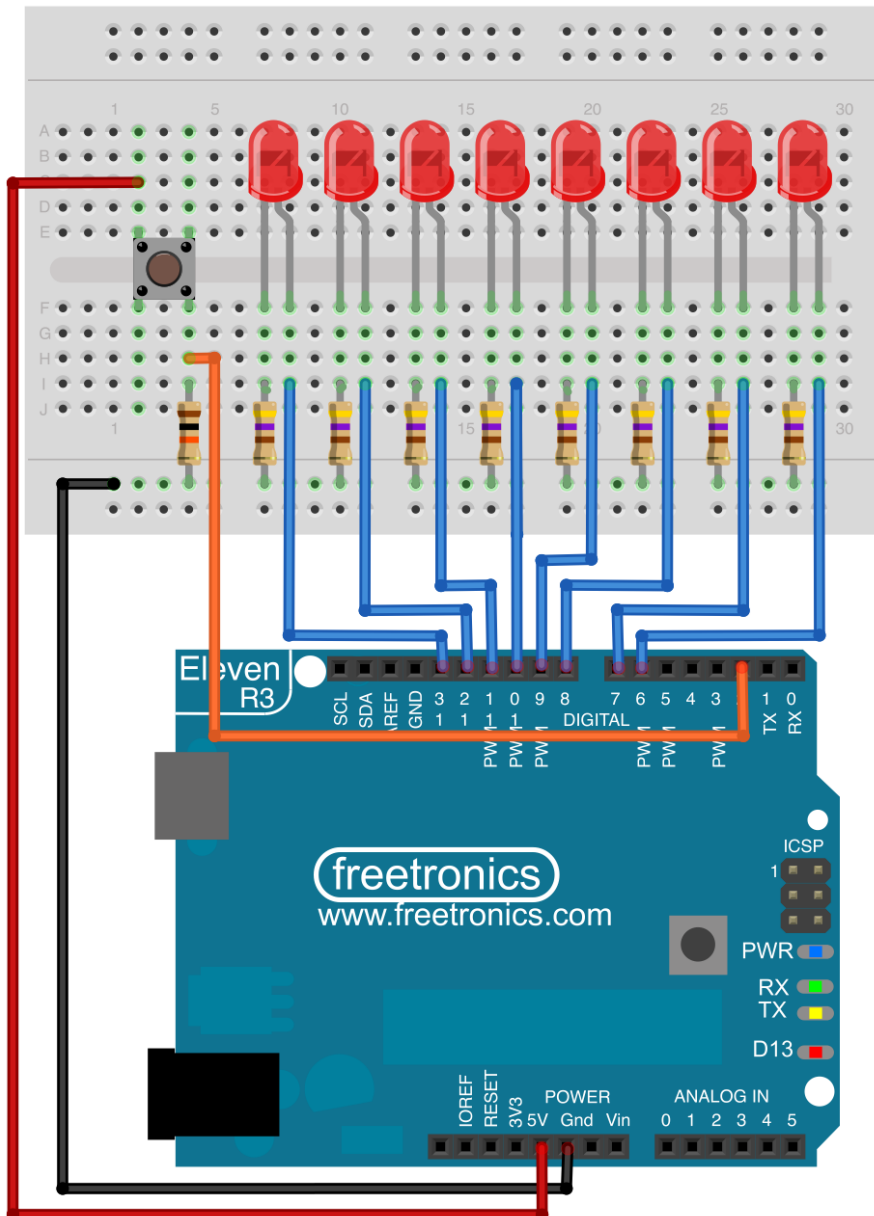 1 5 10 15 20 25 30
A
B
D
E
F
G
H
I
J
1 15 20 30
Eleven
R3
SCL
SDA
AREF
GND
1 3
1 2
1 1
1 0
9
8
7
6
5
4
3
1
0
PWM
PWM
PWM
PWM
PWM
PWM
TX
RX
DIGITAL
freetronics
www.freetronics.com
ICSP
1
PWR
RX
TX
D13
IOREF
RESET
3V3
POWER
5V Gnd Vin
ANALOG IN
0 1 2 3 4 5